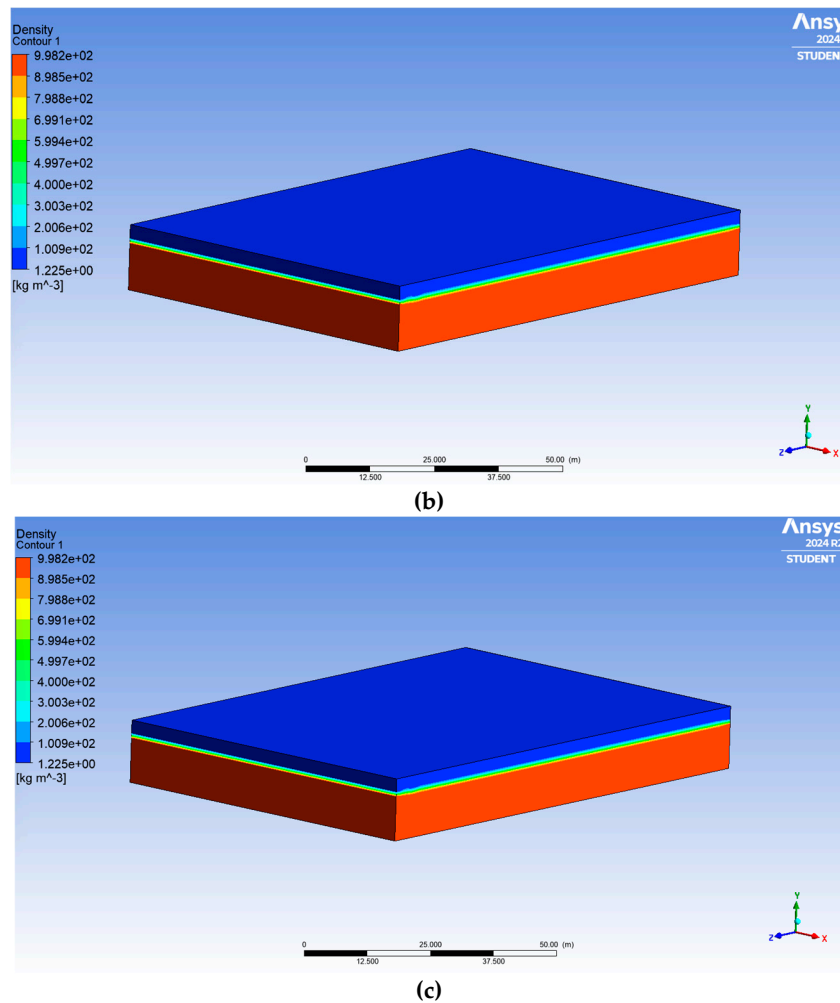 Density
Contour 1
9.982e+02
8.985e+02
7.988e+02
6.991e+02
5.994e+02
4.997e+02
4.000e+02
3.003e+02
2.006e+02
1.009e+02
1.225e+00
[kg m^-3]
Ansys
2024
STUDENT
Y
Z
X
0
25.000
50.00 (m)
12.500
37.500
(b)
Density
Contour 1
9.982e+02
8.985e+02
7.988e+02
6.991e+02
5.994e+02
4.997e+02
4.000e+02
3.003e+02
2.006e+02
1.009e+02
1.225e+00
[kg m^-3]
Ansys
2024 R2
STUDENT
Y
Z
X
0
25.000
50.00 (m)
12.500
37.500
(c)